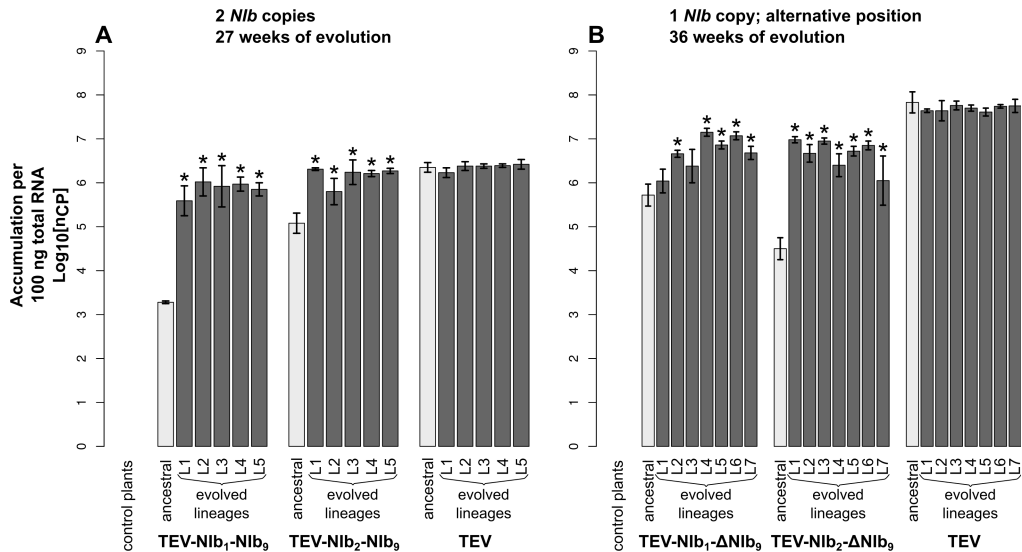 2 NIb copies
27 weeks of evolution
A
Accumulation per
100 ng total RNA
Log10[nCP]
9
8
7
6
5
4
3
2
1
0
* * * * *
* * * * *
control plants
ancestral L1 L2 L3 L4 L5
evolved
lineages
TEV-NIb1-NIb9
ancestral L1 L2 L3 L4 L5
evolved
lineages
TEV-NIb2-NIb9
ancestral L1 L2 L3 L4 L5
evolved
lineages
TEV
1 NIb copy; alternative position
36 weeks of evolution
B
9
8
7
6
5
4
3
2
1
0
* * * * *
* * * * * * *
control plants
ancestral L1 L2 L3 L4 L5 L6 L7
evolved
lineages
TEV-NIb1-ΔNIb9
ancestral L1 L2 L3 L4 L5 L6 L7
evolved
lineages
TEV-NIb2-ΔNIb9
ancestral L1 L2 L3 L4 L5 L6 L7
evolved
lineages
TEV